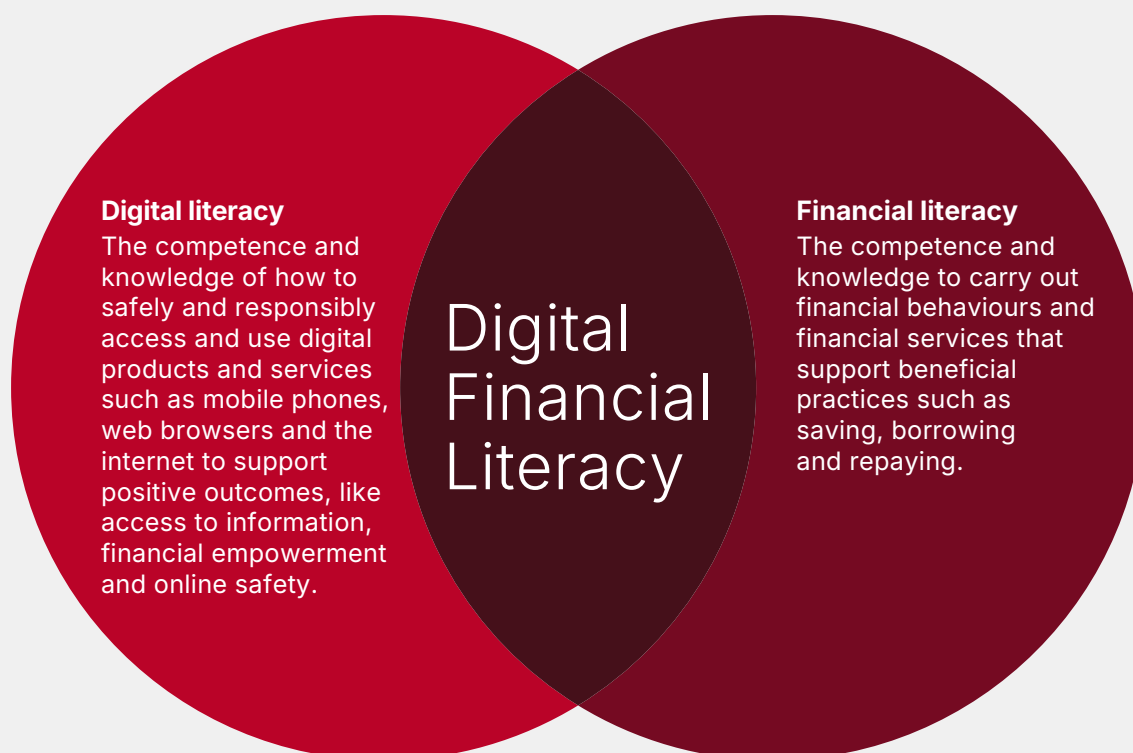 Digital literacy
The competence and
knowledge of how to
safely and responsibly
access and use digital
products and services
such as mobile phones,
web browsers and the
internet to support
positive outcomes, like
access to information,
financial empowerment
and online safety.
Digital
Financial
Literacy
Financial literacy
The competence and
knowledge to carry out
financial behaviours and
financial services that
support beneficial
practices such as
saving, borrowing
and repaying.